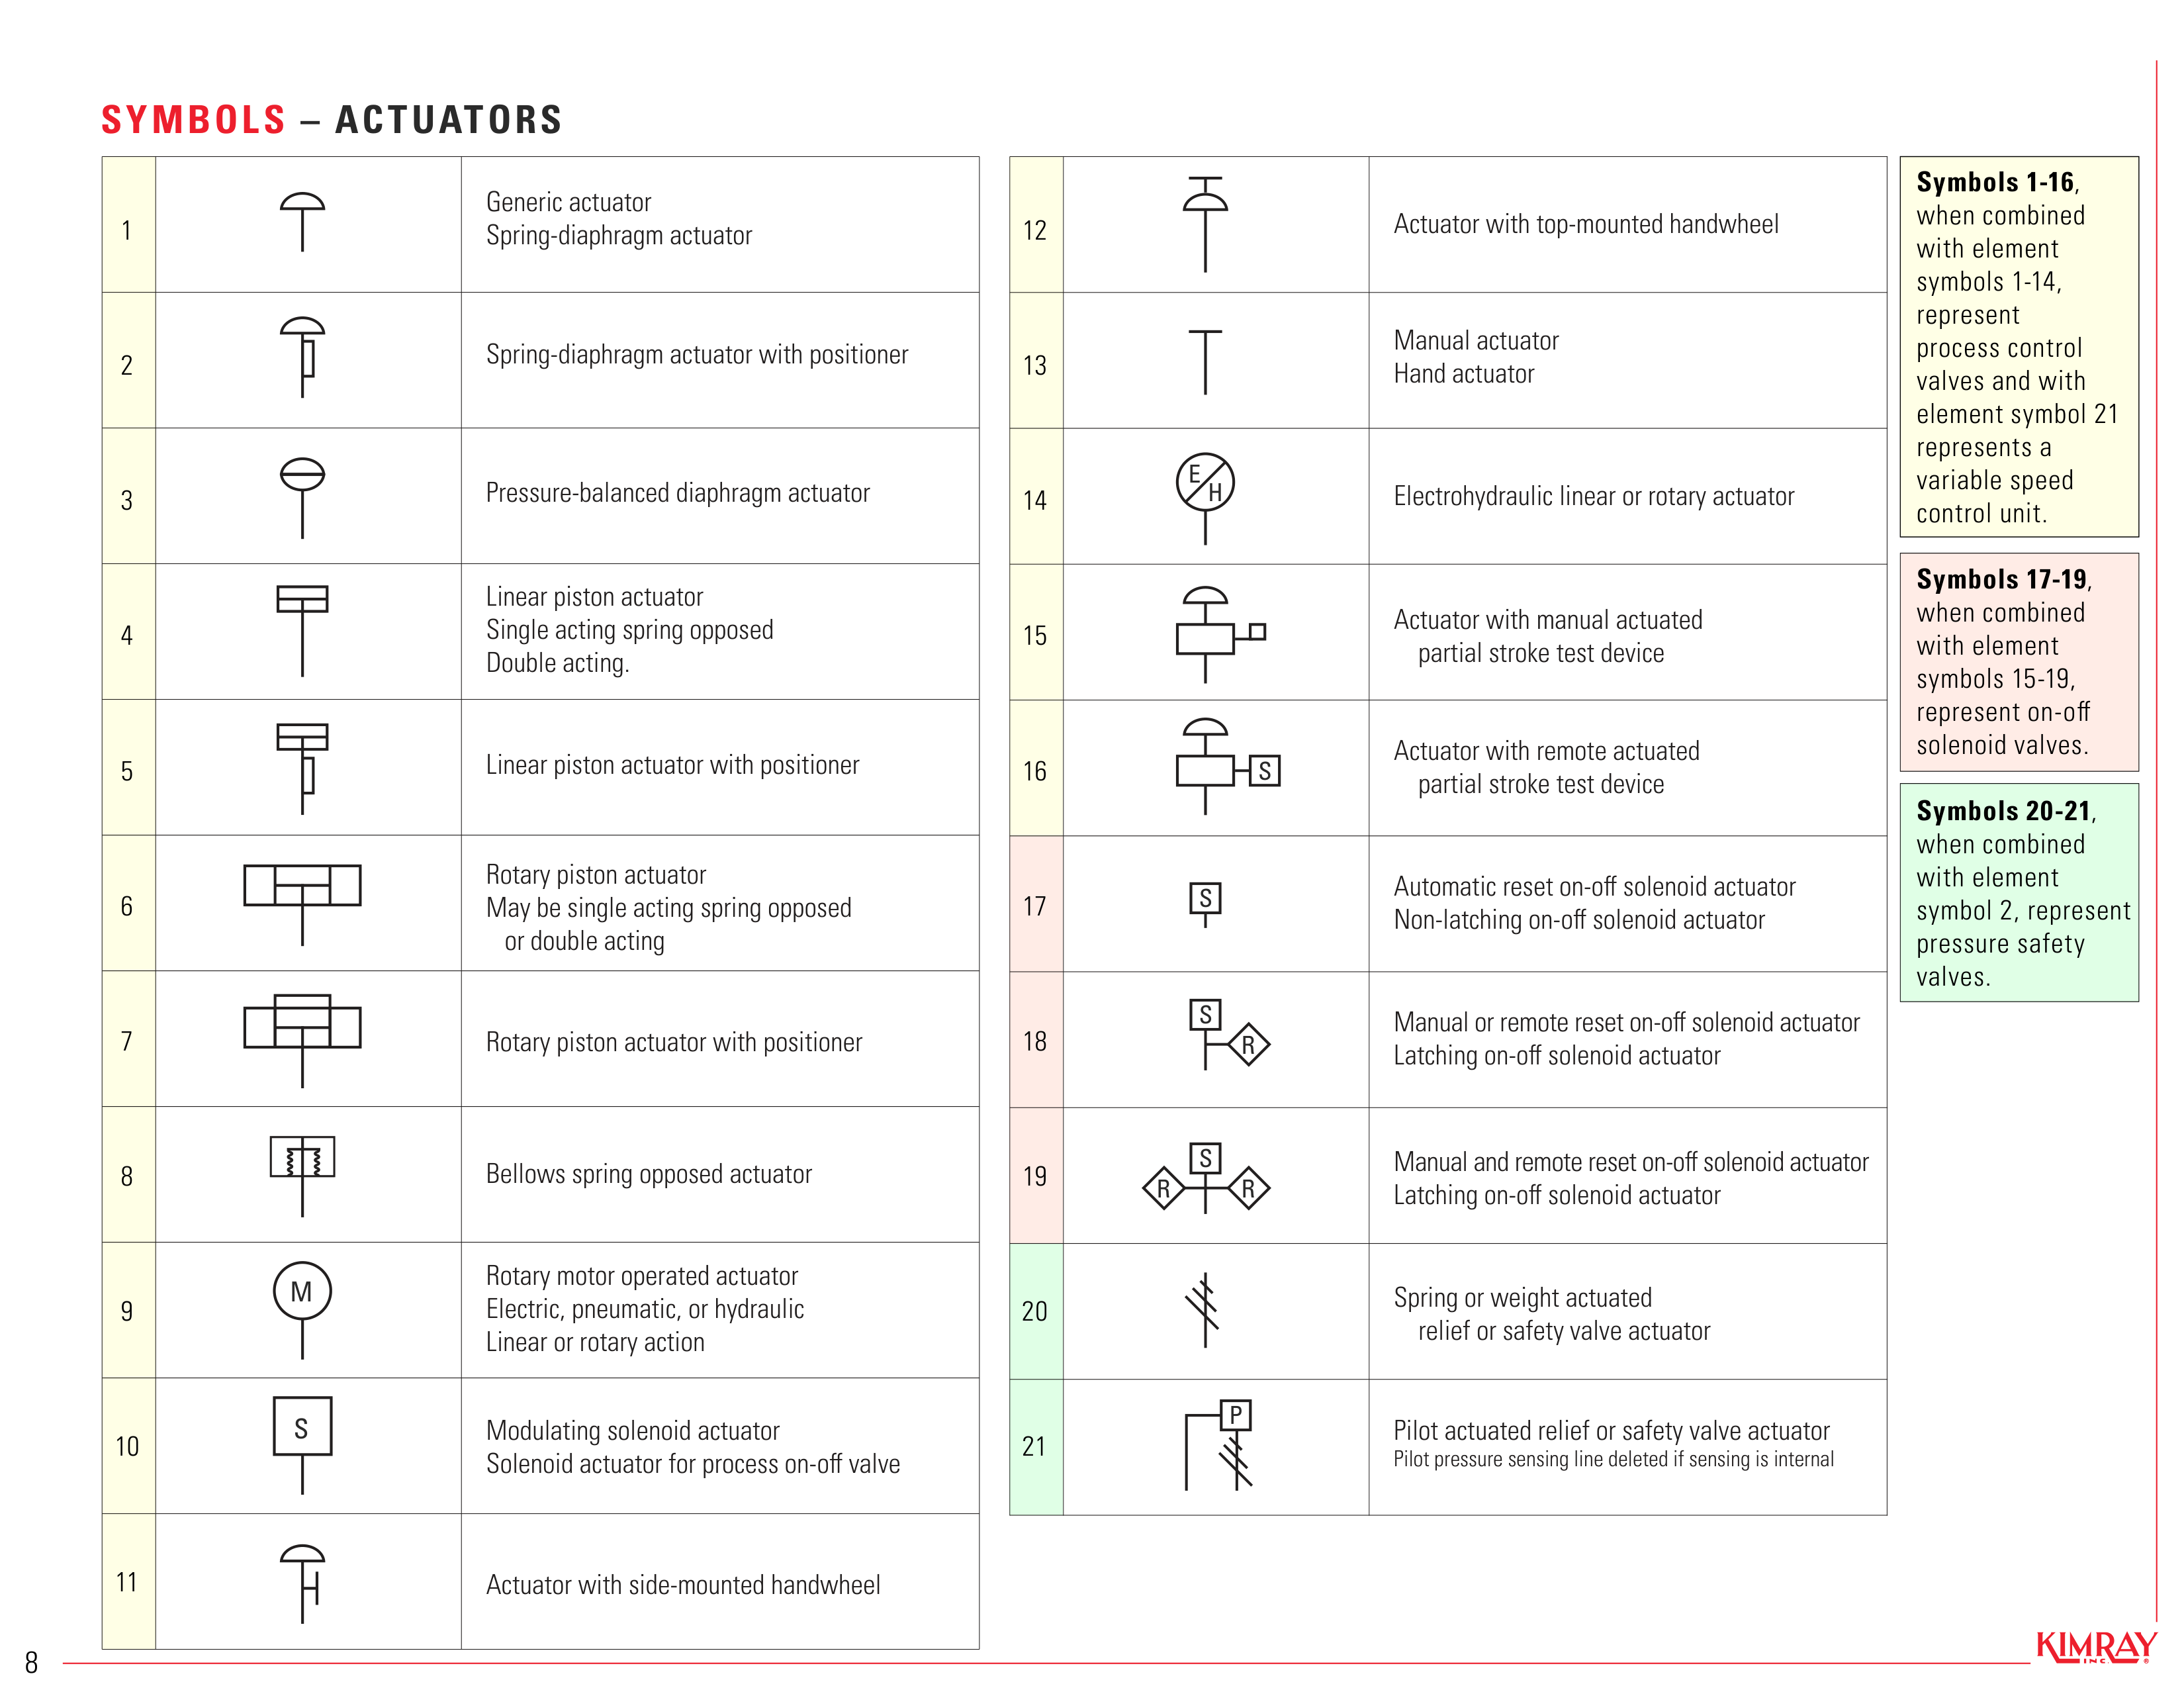 SYMBOLS – ACTUATORS
1
Generic actuator
Spring-diaphragm actuator
2
Spring-diaphragm actuator with positioner
3
Pressure-balanced diaphragm actuator
4
Linear piston actuator
Single acting spring opposed
Double acting.
5
Linear piston actuator with positioner
6
Rotary piston actuator
May be single acting spring opposed
or double acting
7
Rotary piston actuator with positioner
8
Bellows spring opposed actuator
9
M
Rotary motor operated actuator
Electric, pneumatic, or hydraulic
Linear or rotary action
10
S
Modulating solenoid actuator
Solenoid actuator for process on-off valve
11
Actuator with side-mounted handwheel
12
Actuator with top-mounted handwheel
13
Manual actuator
Hand actuator
14
E
H
Electrohydraulic linear or rotary actuator
15
Actuator with manual actuated
partial stroke test device
16
S
Actuator with remote actuated
partial stroke test device
17
S
Automatic reset on-off solenoid actuator
Non-latching on-off solenoid actuator
18
S
R
Manual or remote reset on-off solenoid actuator
Latching on-off solenoid actuator
19
S
R R
Manual and remote reset on-off solenoid actuator
Latching on-off solenoid actuator
20
Spring or weight actuated
relief or safety valve actuator
21
P
Pilot actuated relief or safety valve actuator
Pilot pressure sensing line deleted if sensing is internal
Symbols 1-16,
when combined
with element
symbols 1-14,
represent
process control
valves and with
element symbol 21
represents a
variable speed
control unit.
Symbols 17-19,
when combined
with element
symbols 15-19,
represent on-off
solenoid valves.
Symbols 20-21,
when combined
with element
symbol 2, represent
pressure safety
valves.
8
KIMRAY
INC.®